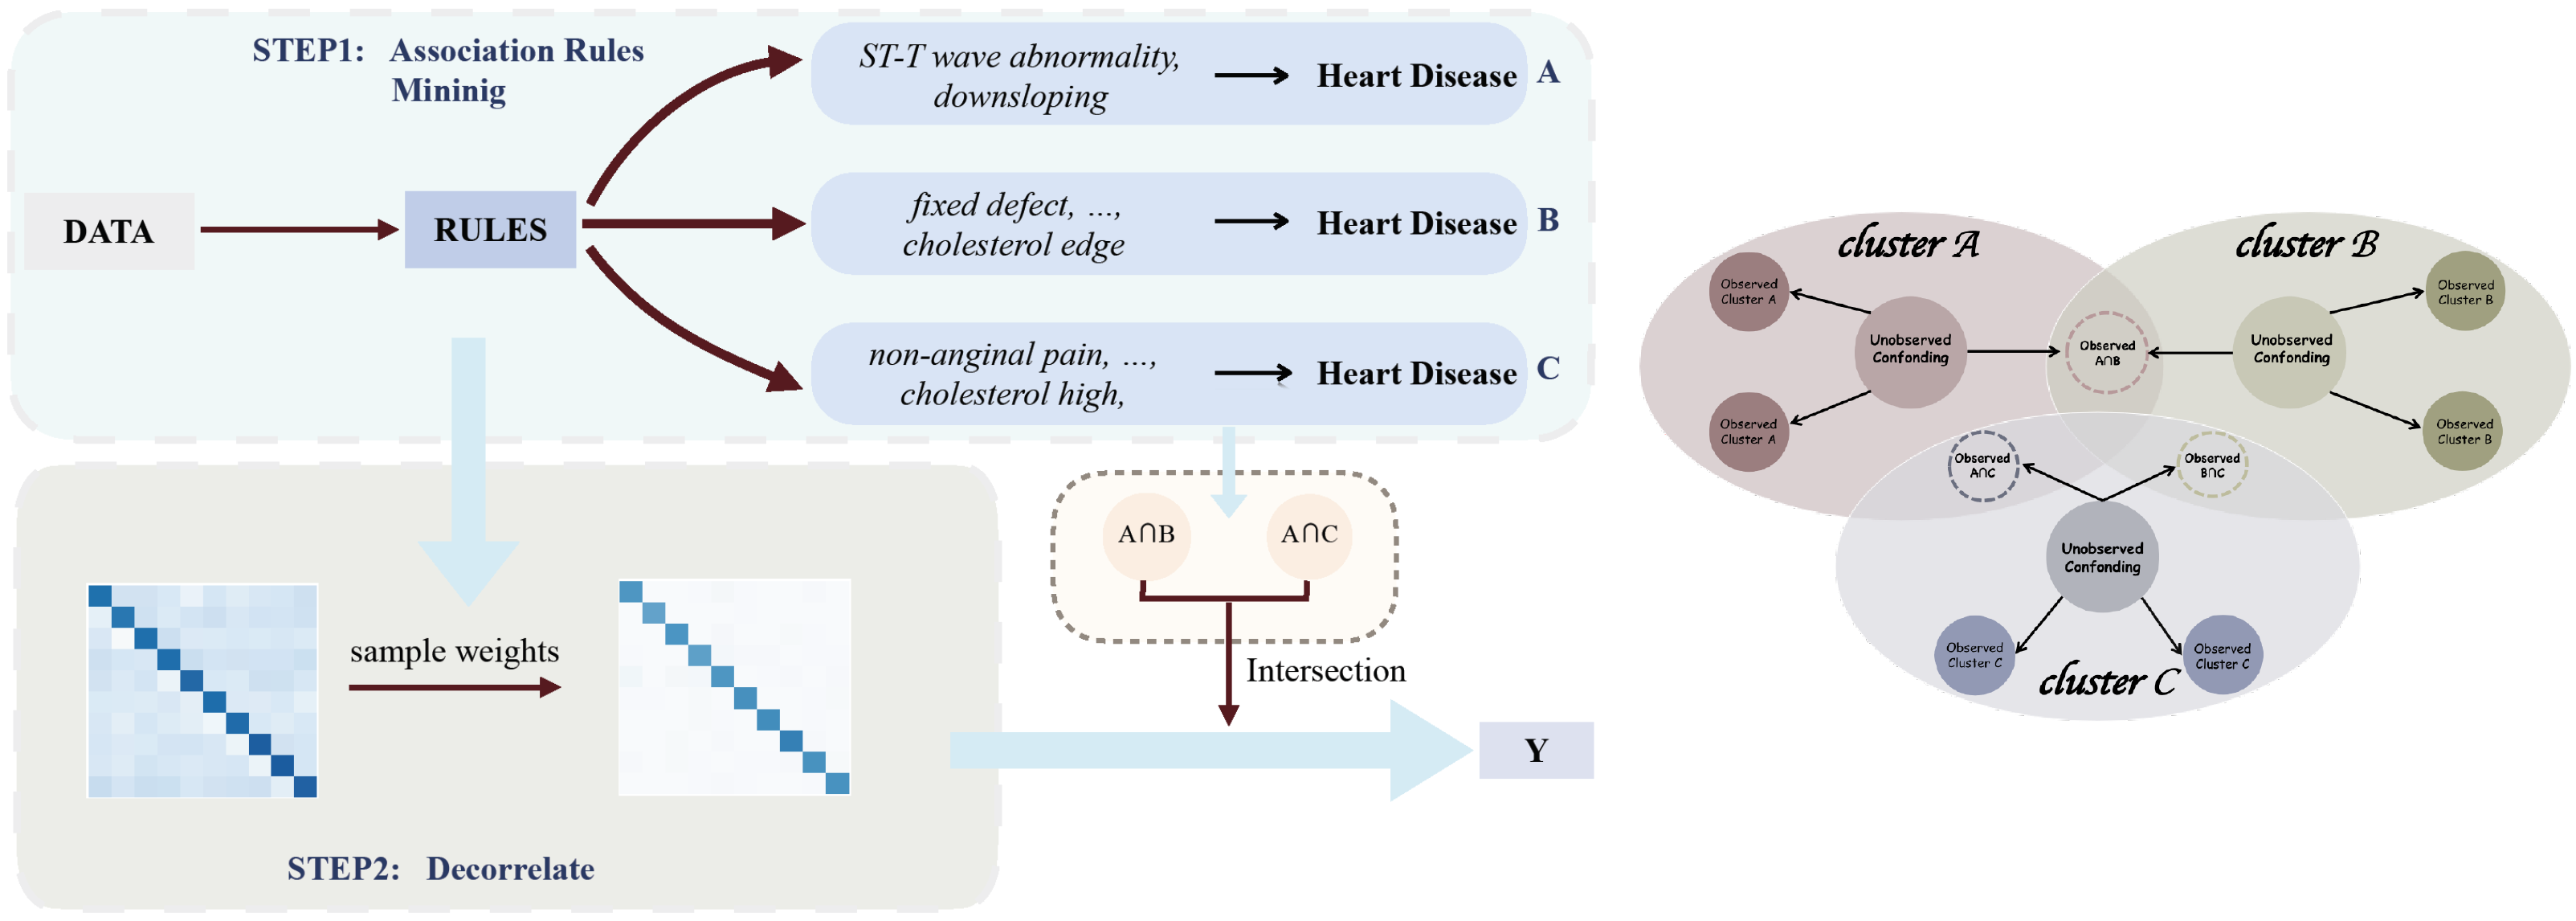 STEP1: Association Rules
Mininig
DATA
RULES
ST-T wave abnormality,
downsloping
Heart Disease
A
fixed defect, ...,
cholesterol edge
Heart Disease
B
non-anginal pain, ...,
cholesterol high,
Heart Disease
C
sample weights
STEP2: Decorrelate
A∩B
A∩C
Intersection
Y
cluster A
cluster B
Observed
Cluster A
Observed
Cluster B
Unobserved
Confonding
Observed
A∩B
Unobserved
Confonding
Observed
Cluster A
Observed
Cluster B
Observed
A∩C
Observed
B∩C
Unobserved
Confonding
Observed
Cluster C
Observed
Cluster C
cluster C